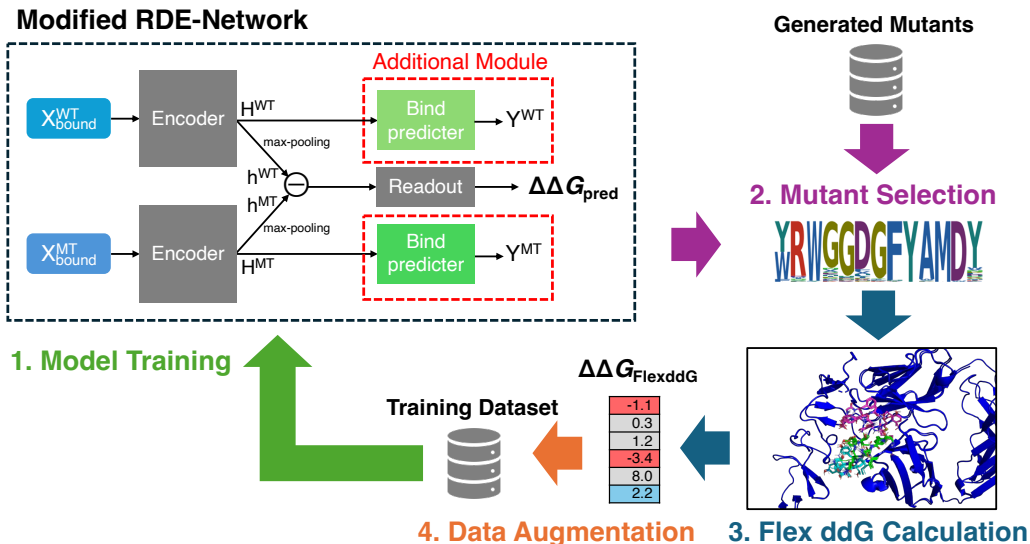 Modified RDE-Network
Generated Mutants
Additional Module
X^WT_bound
Encoder
H^WT
Bind
predicter
Y^WT
max-pooling
h^WT
−
Readout
ΔΔG_pred
h^MT
max-pooling
X^MT_bound
Encoder
H^MT
Bind
predicter
Y^MT
2. Mutant Selection
YRWGGDGFYAMDY
W
1. Model Training
ΔΔG_FlexddG
Training Dataset
-1.1
0.3
1.2
-3.4
8.0
2.2
4. Data Augmentation
3. Flex ddG Calculation